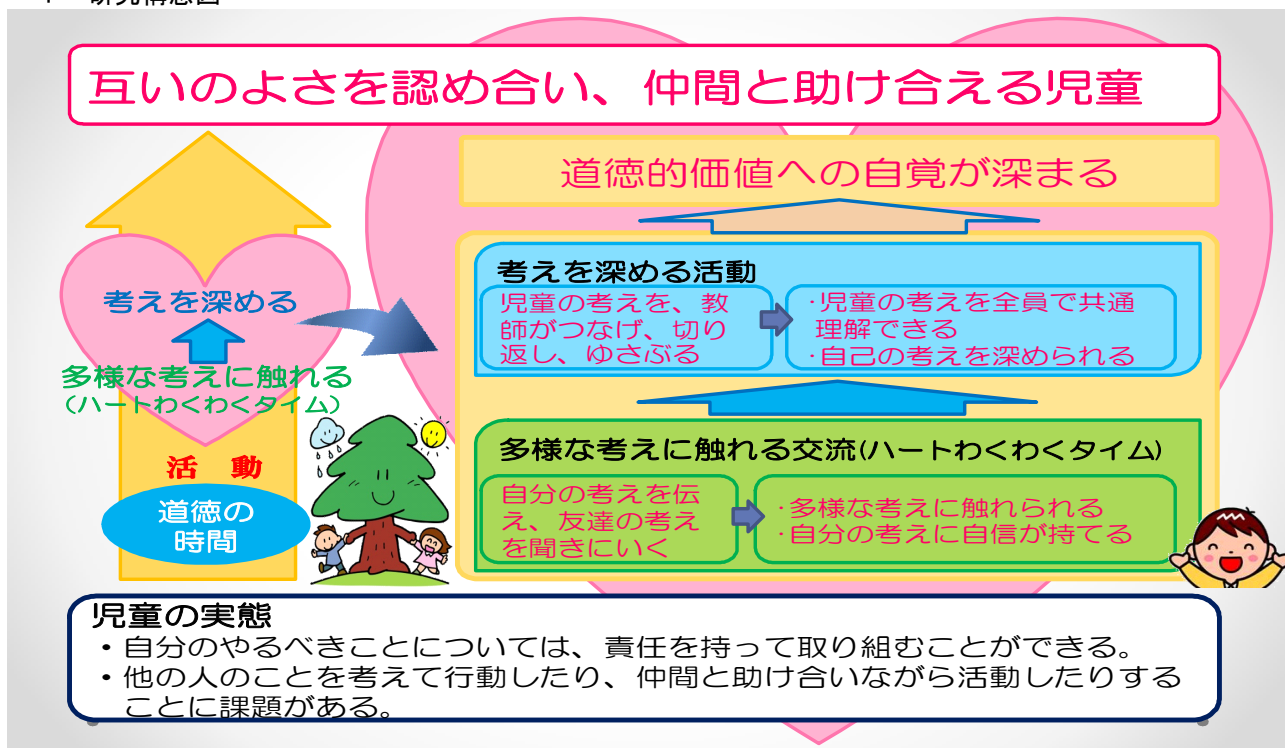 互いのよさを認め合い、仲間と助け合える児童
道徳的価値への自覚が深まる
考えを深める
多様な考えに触れる
(ハートわくわくタイム)
活 動
道徳の
時間
考えを深める活動
児童の考えを、教
師がつなげ、切り
返し、ゆさぶる
・児童の考えを全員で共通
理解できる
・自己の考えを深められる
多様な考えに触れる交流(ハートわくわくタイム)
自分の考えを伝
え、友達の考え
を聞きにいく
・多様な考えに触れられる
・自分の考えに自信が持てる
児童の実態
・自分のやるべきことについては、責任を持って取り組むことができる。
・他の人のことを考えて行動したり、仲間と助け合いながら活動したりする
ことに課題がある。